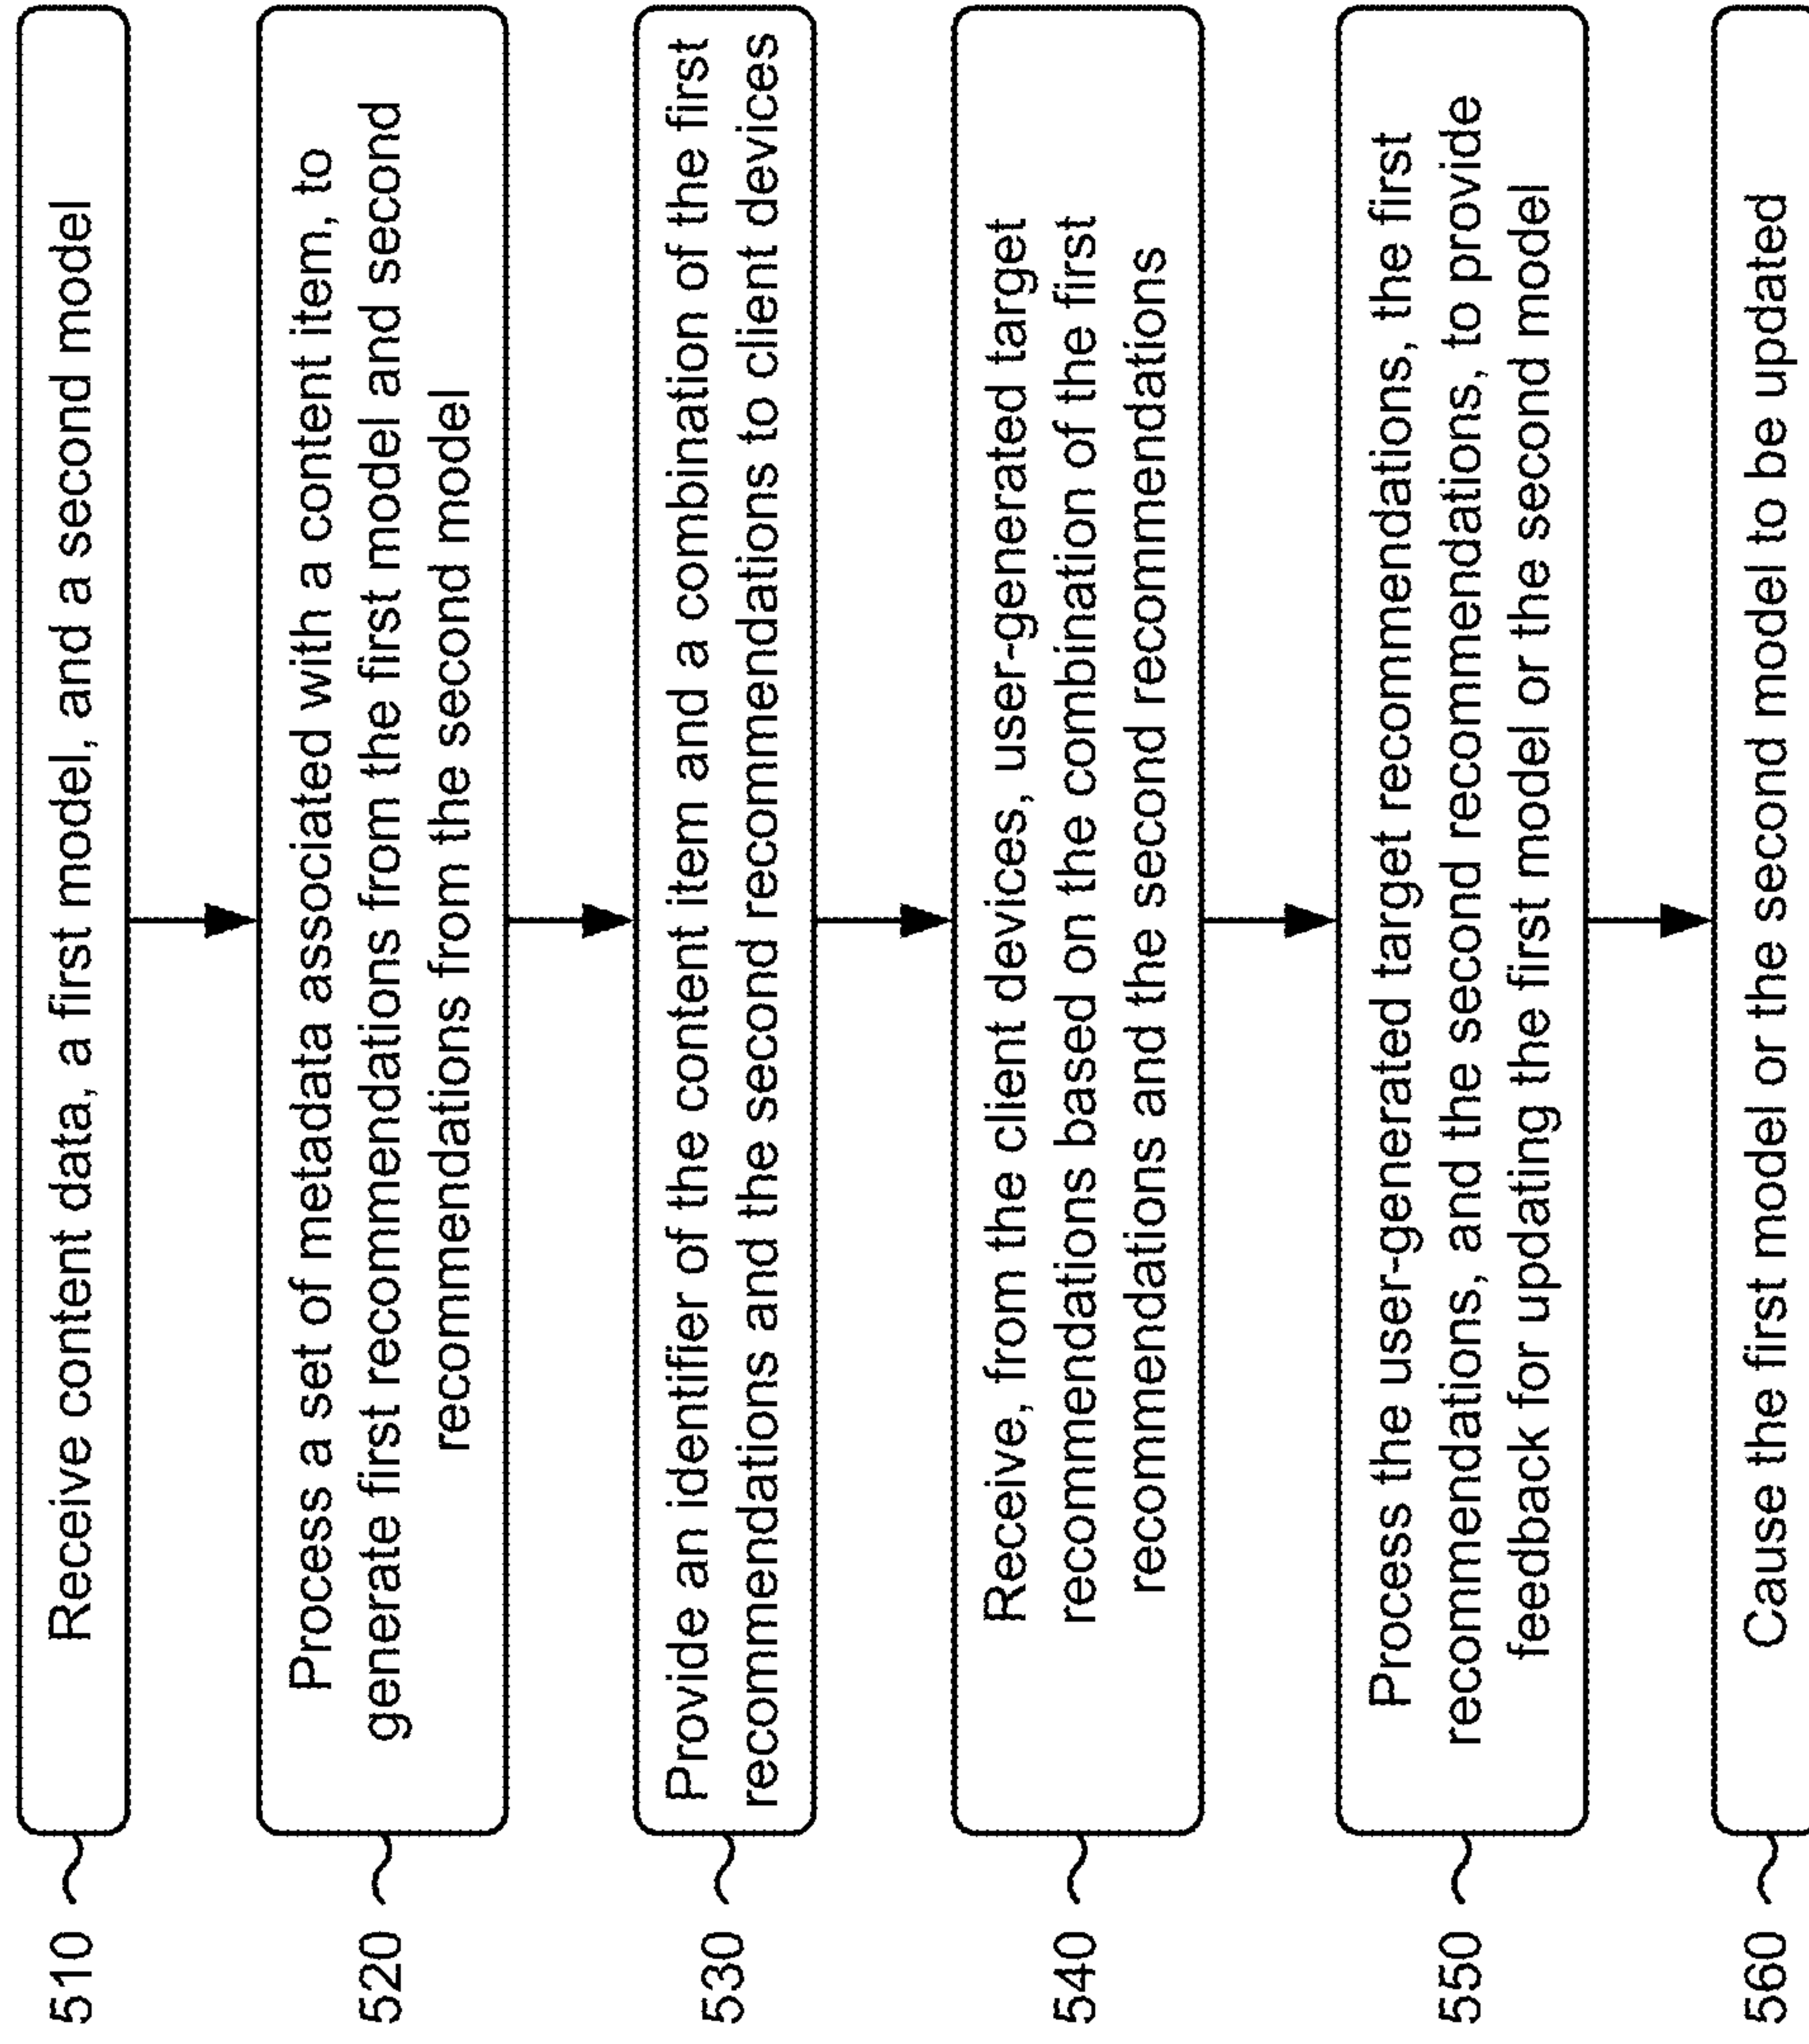 510
Receive content data, a first model, and a second model
520
Process a set of metadata associated with a content item, to
generate first recommendations from the first model and second
recommendations from the second model
530
Provide an identifier of the content item and a combination of the first
recommendations and the second recommendations to client devices
540
Receive, from the client devices, user-generated target
recommendations based on the combination of the first
recommendations and the second recommendations
550
Process the user-generated target recommendations, the first
recommendations, and the second recommendations, to provide
feedback for updating the first model or the second model
560
Cause the first model or the second model to be updated